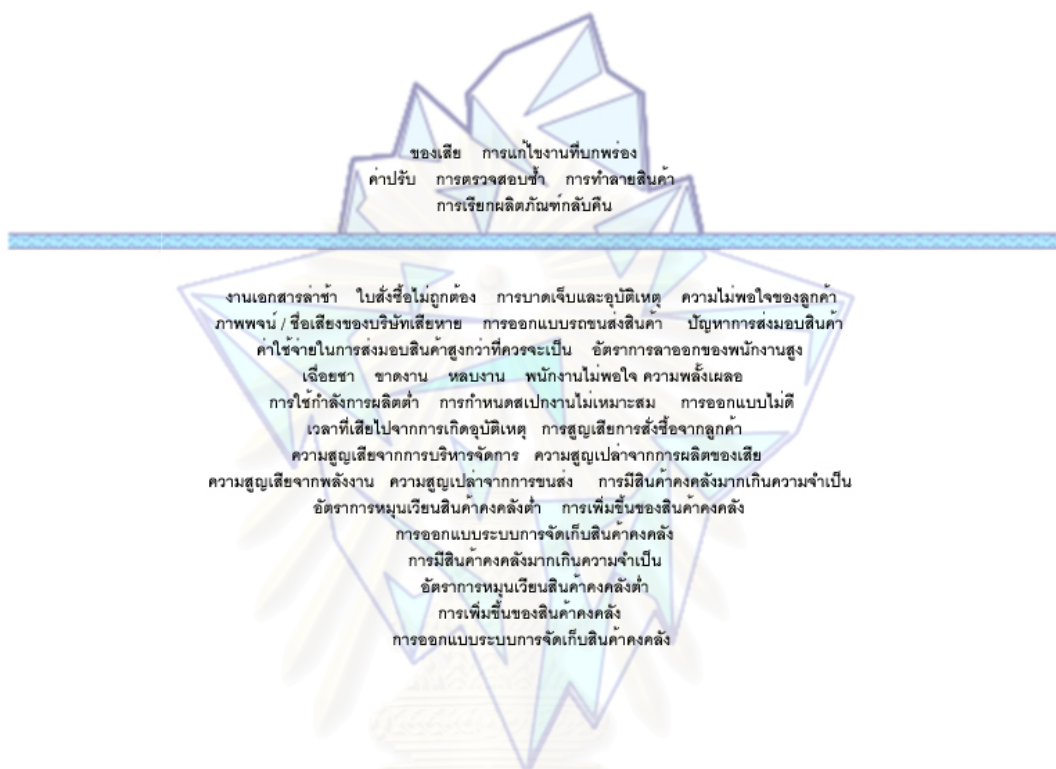 ของเสีย การแก้ไขงานที่บกพร่อง
ค่าปรับ การตรวจสอบซ้ำ การทำลายสินค้า
การเรียกผลิตภัณฑ์กลับคืน
งานเอกสารล่าช้า ใบสั่งซื้อไม่ถูกต้อง การบาดเจ็บและอุบัติเหตุ ความไม่พอใจของลูกค้า
ภาพพจน์ / ชื่อเสียงของบริษัทเสียหาย การออกแบบรถขนส่งสินค้า ปัญหาการส่งมอบสินค้า
ค่าใช้จ่ายในการส่งมอบสินค้าสูงกว่าที่ควรจะเป็น อัตราการลาออกของพนักงานสูง
เฉื่อยชา ขาดงาน หลบงาน พนักงานไม่พอใจ ความพลั้งเผลอ
การใช้กำลังการผลิตต่ำ การกำหนดสเปกงานไม่เหมาะสม การออกแบบไม่ดี
เวลาที่เสียไปจากการเกิดอุบัติเหตุ การสูญเสียการสั่งซื้อจากลูกค้า
ความสูญเสียจากการบริหารจัดการ ความสูญเปล่าจากการผลิตของเสีย
ความสูญเสียจากพลังงาน ความสูญเปล่าจากการขนส่ง การมีสินค้าคงคลังมากเกินความจำเป็น
อัตราการหมุนเวียนสินค้าคงคลังต่ำ การเพิ่มขึ้นของสินค้าคงคลัง
การออกแบบระบบการจัดเก็บสินค้าคงคลัง
การมีสินค้าคงคลังมากเกินความจำเป็น
อัตราการหมุนเวียนสินค้าคงคลังต่ำ
การเพิ่มขึ้นของสินค้าคงคลัง
การออกแบบระบบการจัดเก็บสินค้าคงคลัง